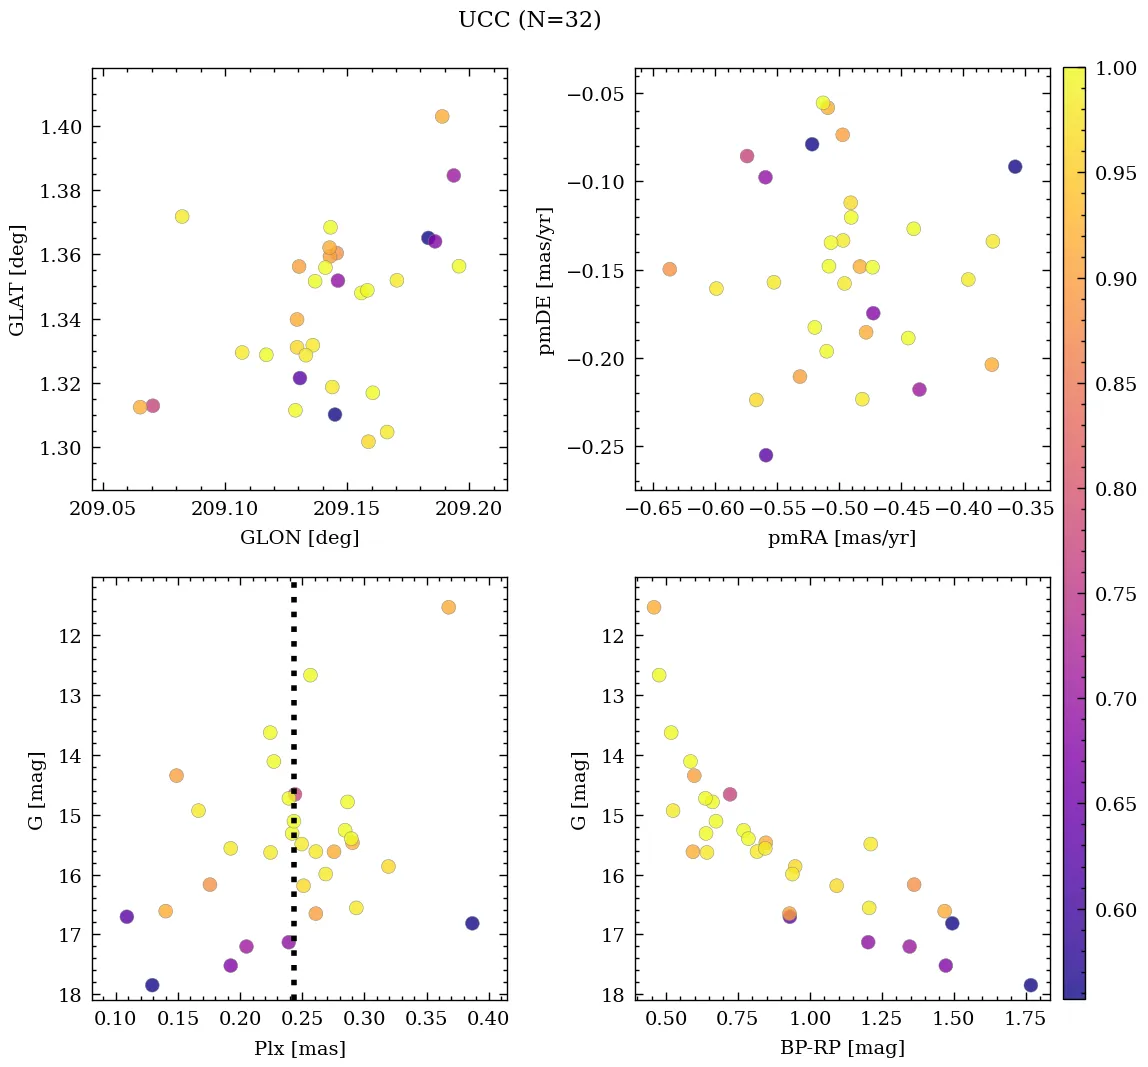 UCC (N=32)
1.40
1.38
1.36
1.34
1.32
1.30
GLAT [deg]
209.05 209.10 209.15 209.20
GLON [deg]
−0.05
−0.10
−0.15
−0.20
−0.25
pmDE [mas/yr]
−0.65 −0.60 −0.55 −0.50 −0.45 −0.40 −0.35
pmRA [mas/yr]
1.00
0.95
0.90
0.85
0.80
0.75
0.70
0.65
0.60
12
13
14
15
16
17
18
G [mag]
0.10 0.15 0.20 0.25 0.30 0.35 0.40
Plx [mas]
12
13
14
15
16
17
18
G [mag]
0.50 0.75 1.00 1.25 1.50 1.75
BP-RP [mag]